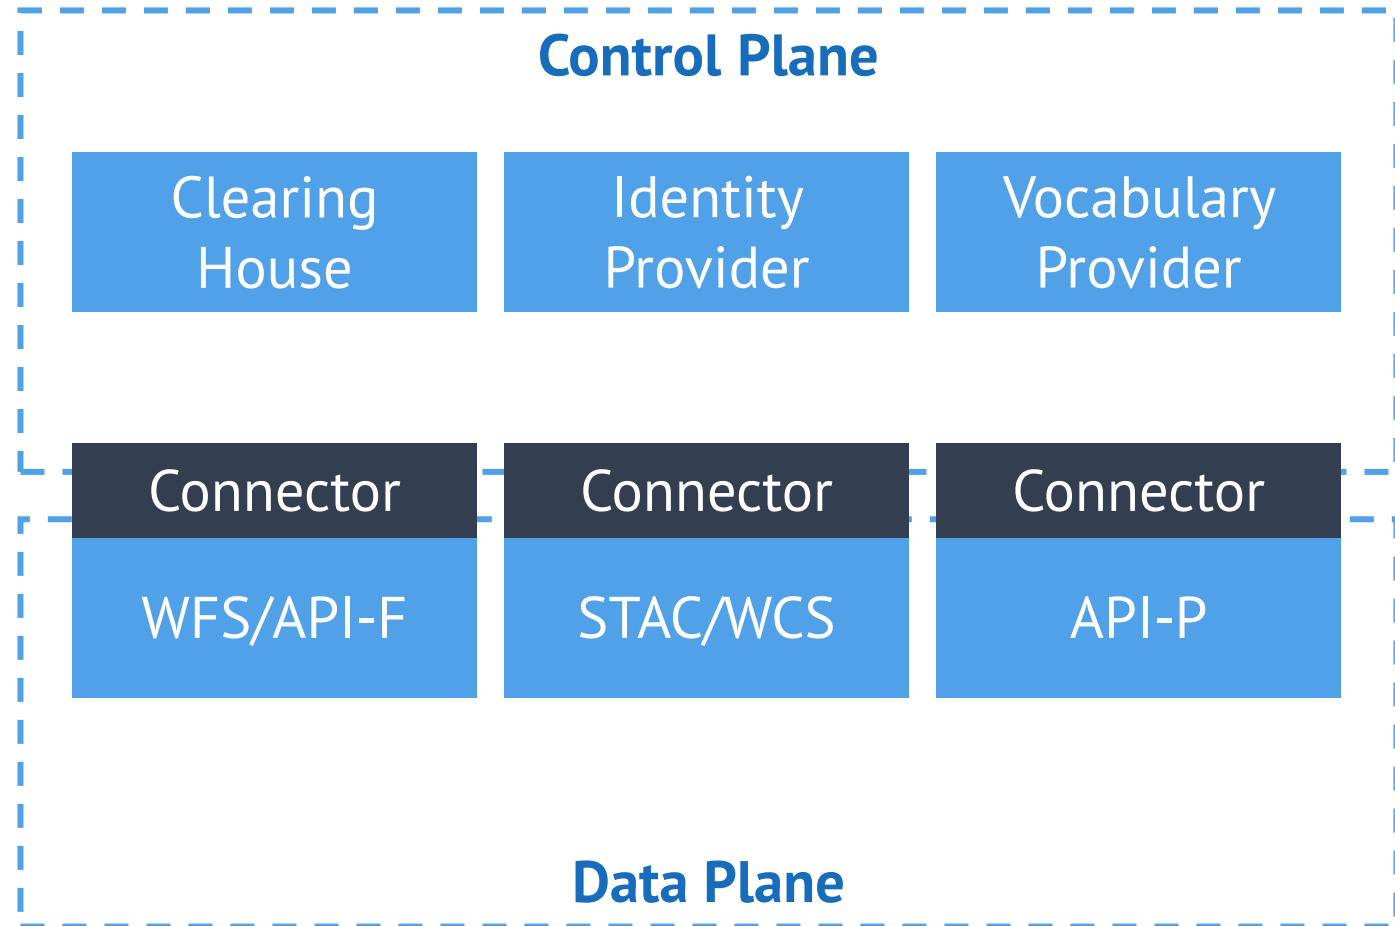 Control Plane
Clearing
House
Identity
Provider
Vocabulary
Provider
Connector
Connector
Connector
WFS/API-F
STAC/WCS
API-P
Data Plane